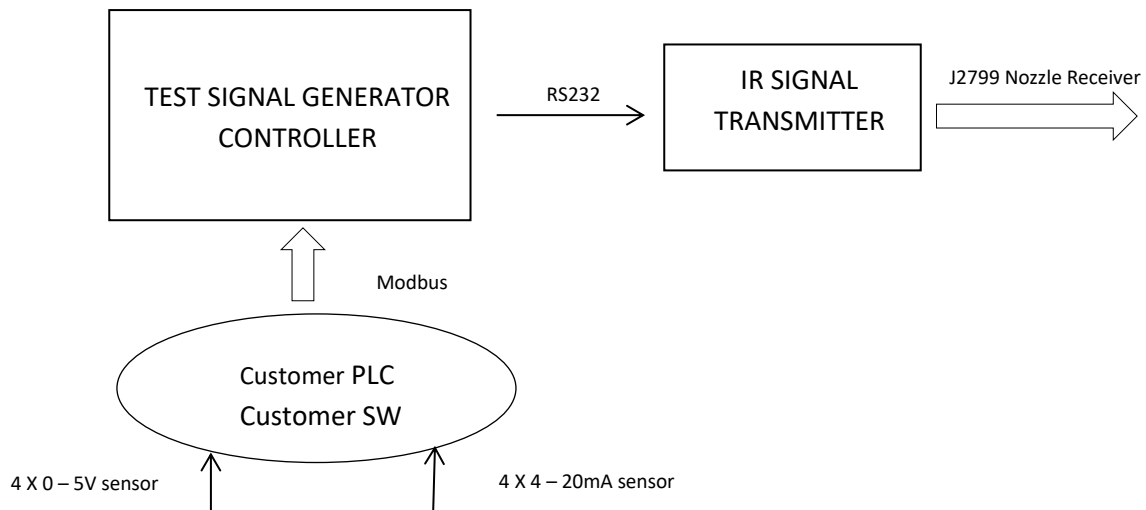 TEST SIGNAL GENERATOR
CONTROLLER
RS232
IR SIGNAL
TRANSMITTER
J2799 Nozzle Receiver
Modbus
Customer PLC
Customer SW
4 X 0 – 5V sensor
4 X 4 – 20mA sensor